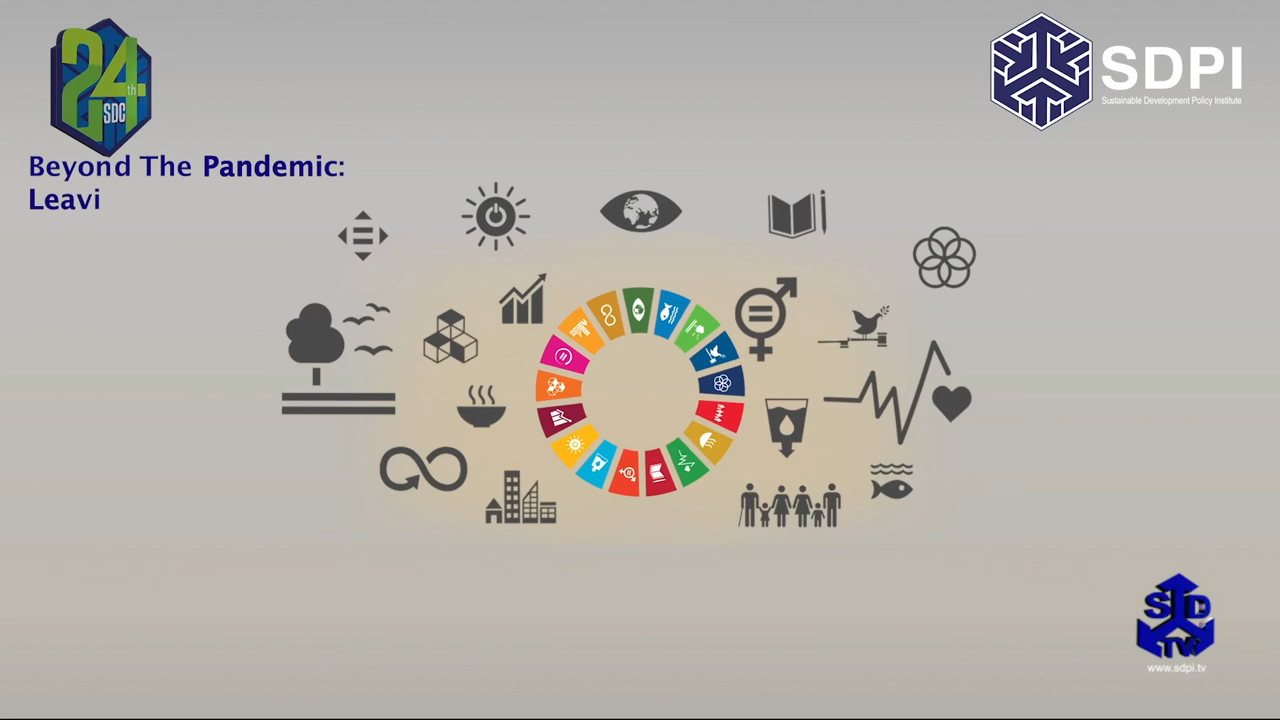 24th
SDC
Beyond The Pandemic:
Leavi
SDPI
Sustainable Development Policy Institute
SD
TV
www.sdpi.tv